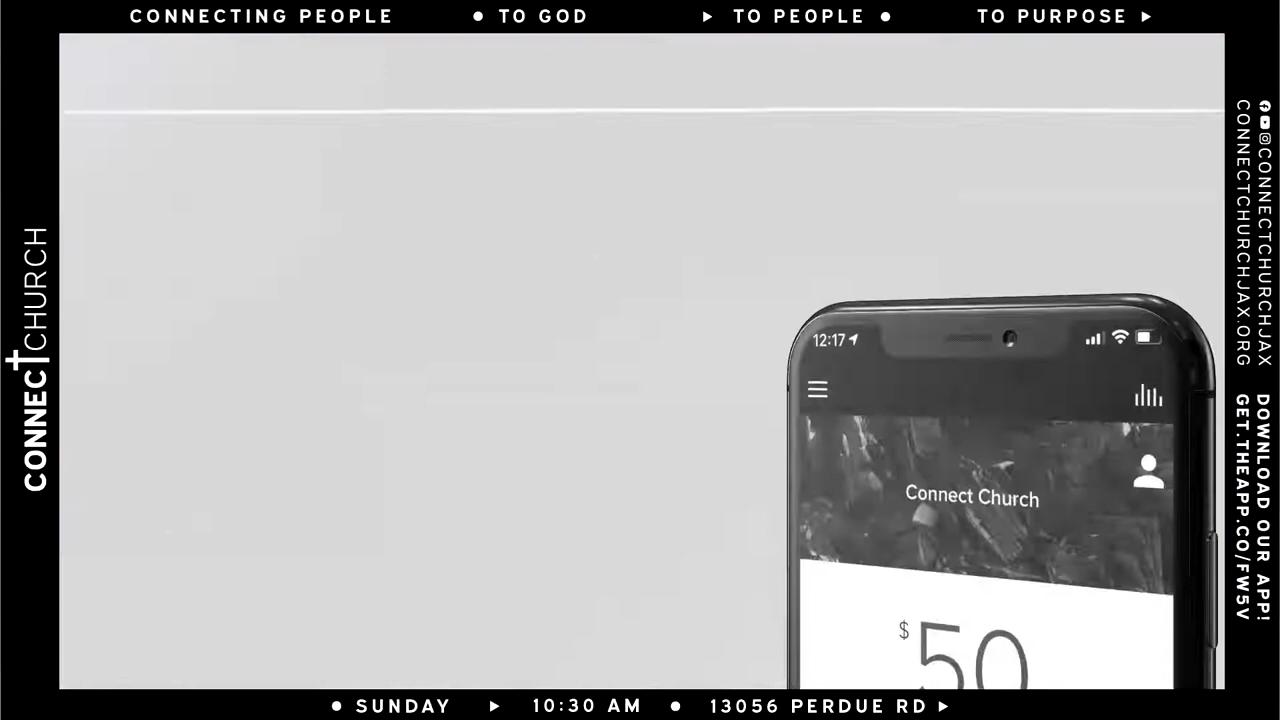 CONNECTING PEOPLE ● TO GOD ▶ TO PEOPLE ● TO PURPOSE ▶
CONNECTCHURCH
12:17
Connect Church
$50
CONNECTCHURCHJAX
CONNECTCHURCHJAX.ORG
DOWNLOAD OUR APP!
GET.THEAPP.CO/FW5V
● SUNDAY ▶ 10:30 AM ● 13056 PERDUE RD ▶